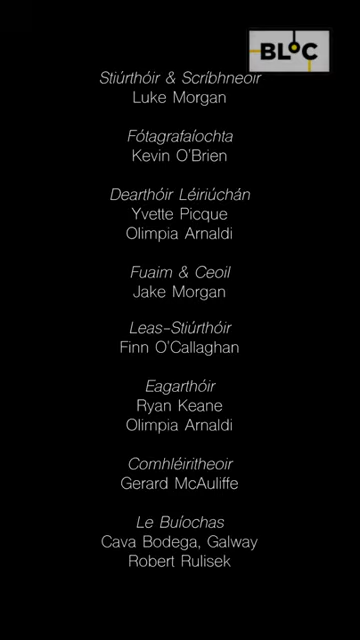 BLOC
Stiúrthóir & Scríbhneoir
Luke Morgan
Fótagrafaíochta
Kevin O'Brien
Dearthóir Léiriúchán
Yvette Picque
Olimpia Arnaldi
Fuaim & Ceoil
Jake Morgan
Leas-Stiúrthóir
Finn O'Callaghan
Eagarthóir
Ryan Keane
Olimpia Arnaldi
Comhléiritheoir
Gerard McAuliffe
Le Buíochas
Cava Bodega, Galway
Robert Rulisek